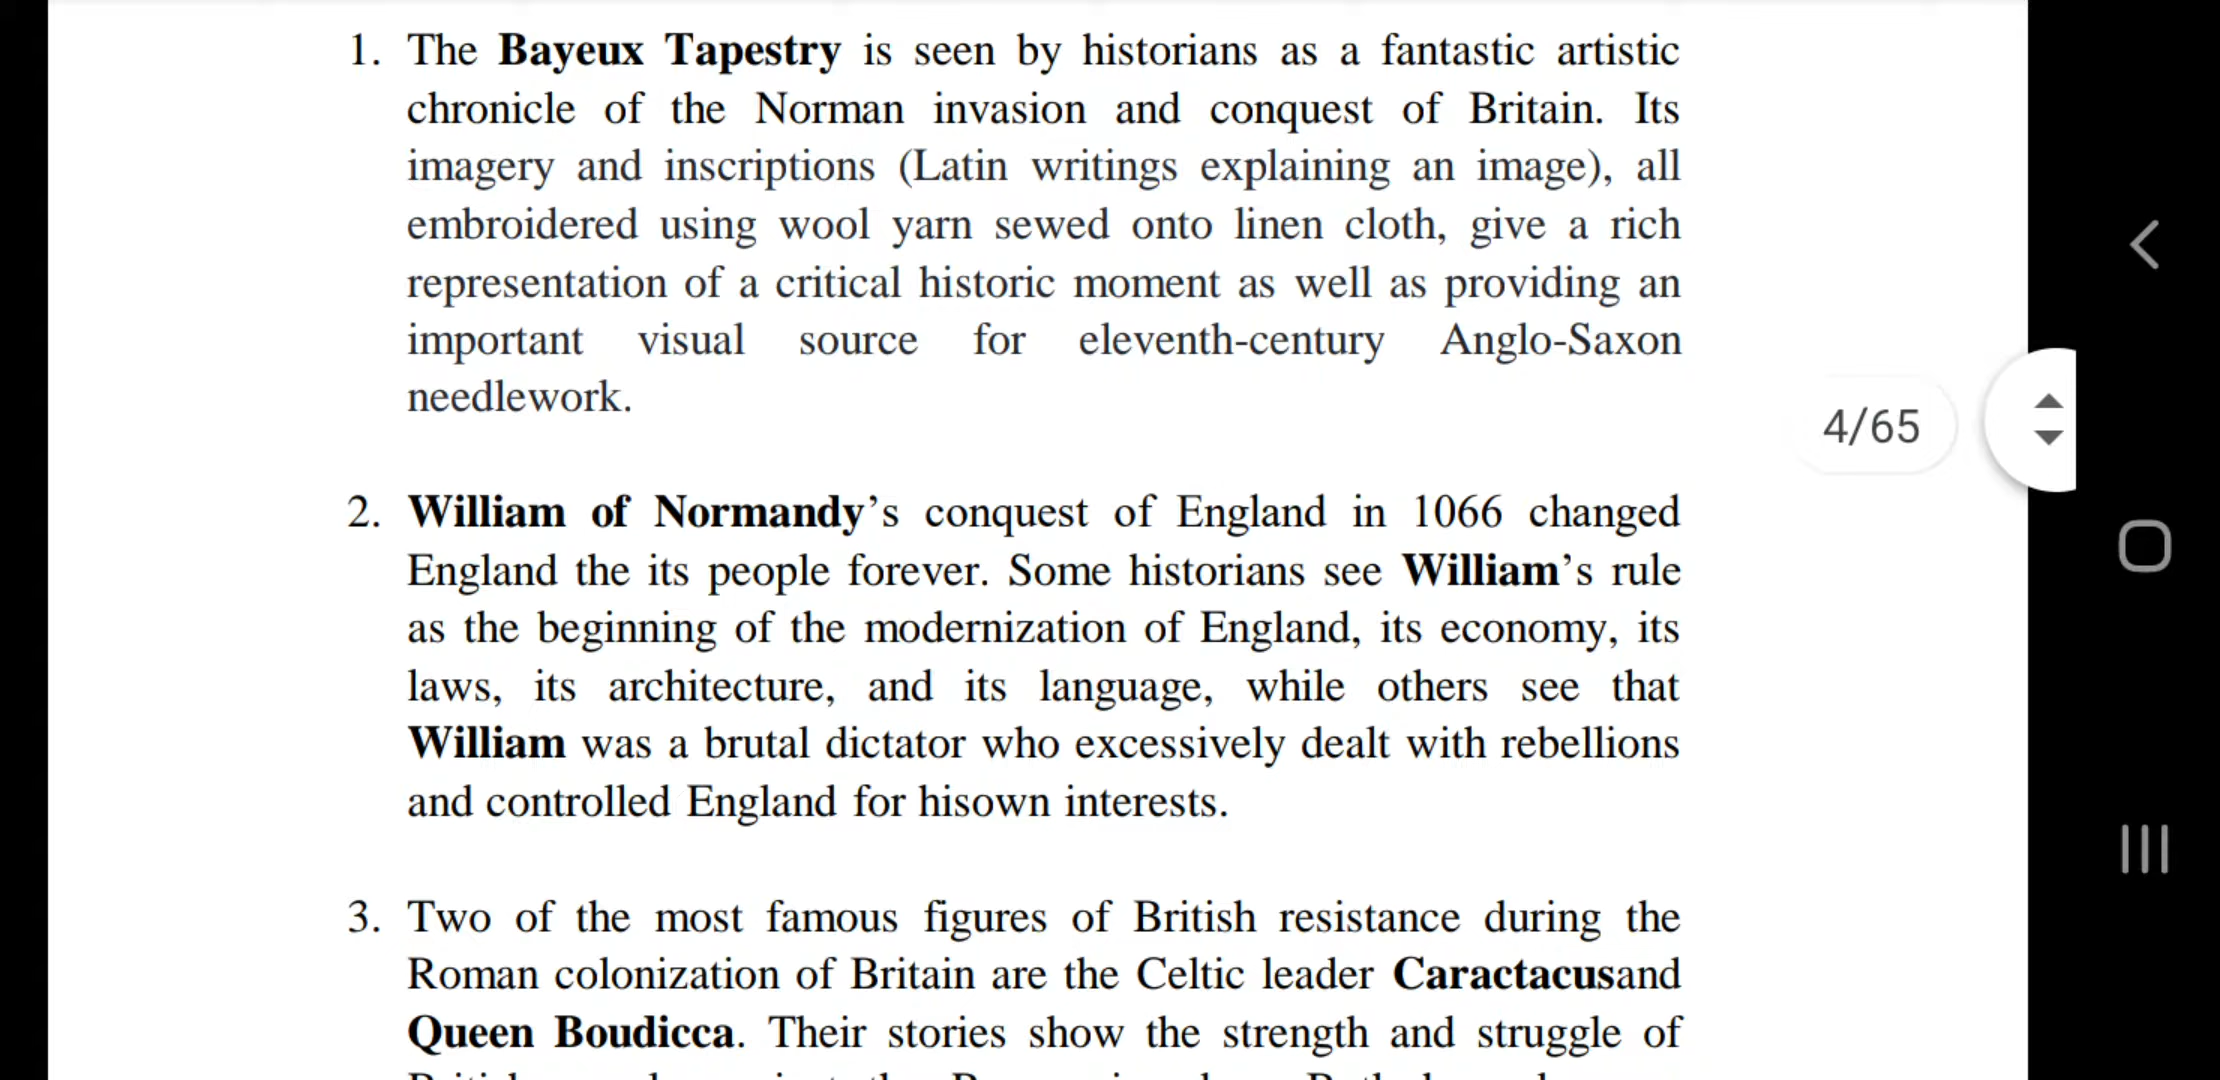 1. The Bayeux Tapestry is seen by historians as a fantastic artistic
chronicle of the Norman invasion and conquest of Britain. Its
imagery and inscriptions (Latin writings explaining an image), all
embroidered using wool yarn sewed onto linen cloth, give a rich
representation of a critical historic moment as well as providing an
important visual source for eleventh-century Anglo-Saxon
needlework.
4/65
2. William of Normandy’s conquest of England in 1066 changed
England the its people forever. Some historians see William’s rule
as the beginning of the modernization of England, its economy, its
laws, its architecture, and its language, while others see that
William was a brutal dictator who excessively dealt with rebellions
and controlled England for hisown interests.
3. Two of the most famous figures of British resistance during the
Roman colonization of Britain are the Celtic leader Caractacusand
Queen Boudicca. Their stories show the strength and struggle of